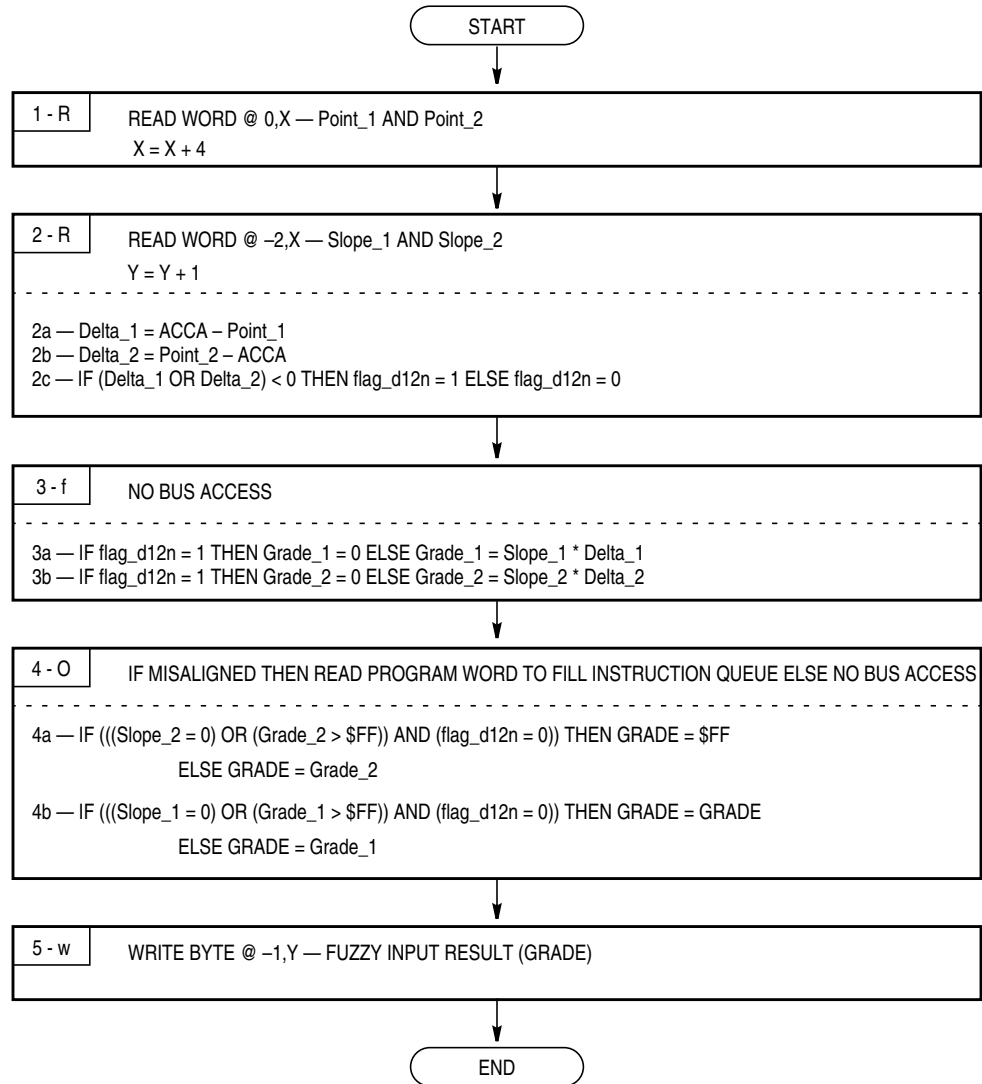 START
1 - R
READ WORD @ 0,X — Point_1 AND Point_2
X = X + 4
2 - R
READ WORD @ –2,X — Slope_1 AND Slope_2
Y = Y + 1
2a — Delta_1 = ACCA – Point_1
2b — Delta_2 = Point_2 – ACCA
2c — IF (Delta_1 OR Delta_2) < 0 THEN flag_d12n = 1 ELSE flag_d12n = 0
3 - f
NO BUS ACCESS
3a — IF flag_d12n = 1 THEN Grade_1 = 0 ELSE Grade_1 = Slope_1 * Delta_1
3b — IF flag_d12n = 1 THEN Grade_2 = 0 ELSE Grade_2 = Slope_2 * Delta_2
4 - O
IF MISALIGNED THEN READ PROGRAM WORD TO FILL INSTRUCTION QUEUE ELSE NO BUS ACCESS
4a — IF (((Slope_2 = 0) OR (Grade_2 > $FF)) AND (flag_d12n = 0)) THEN GRADE = $FF
ELSE GRADE = Grade_2
4b — IF (((Slope_1 = 0) OR (Grade_1 > $FF)) AND (flag_d12n = 0)) THEN GRADE = GRADE
ELSE GRADE = Grade_1
5 - w
WRITE BYTE @ –1,Y — FUZZY INPUT RESULT (GRADE)
END